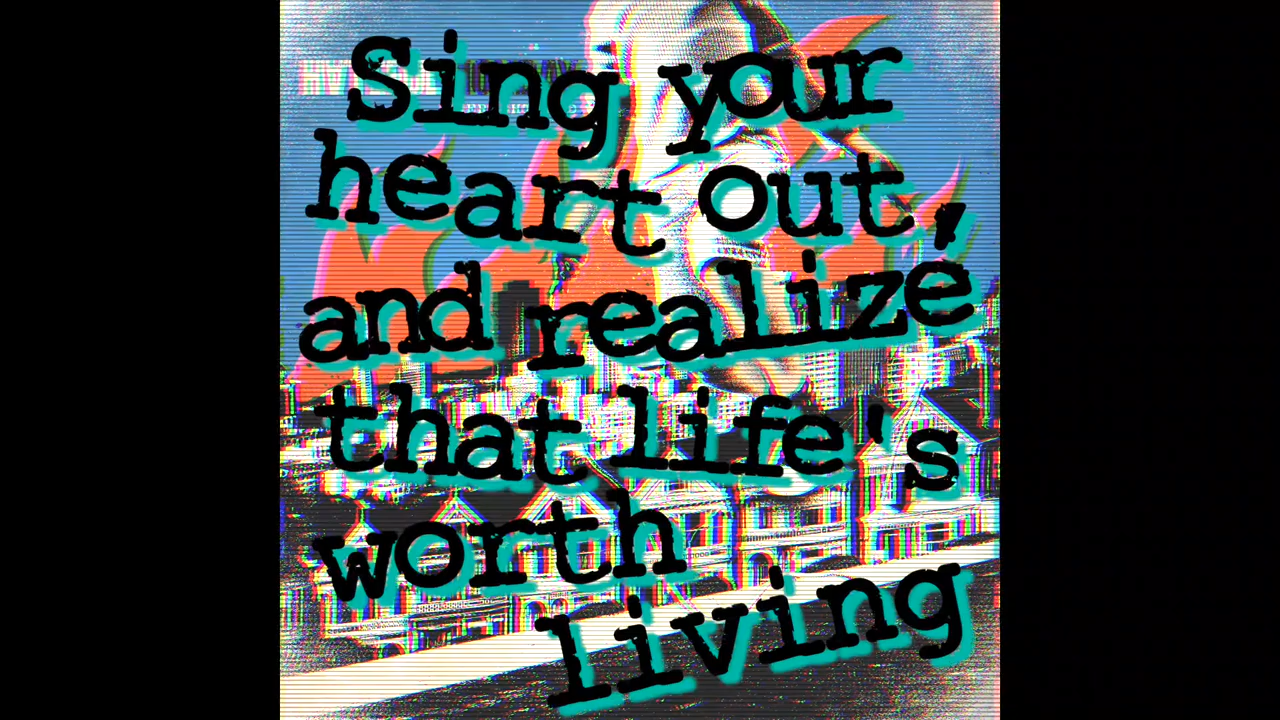 Sing your
heart out,
and realize
that life's
worth
living